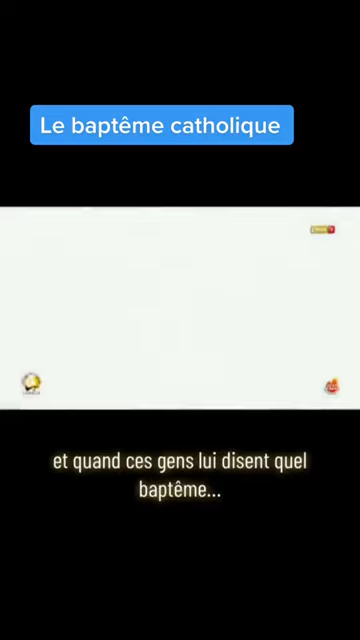 Le baptême catholique
et quand ces gens lui disent quel
baptême...